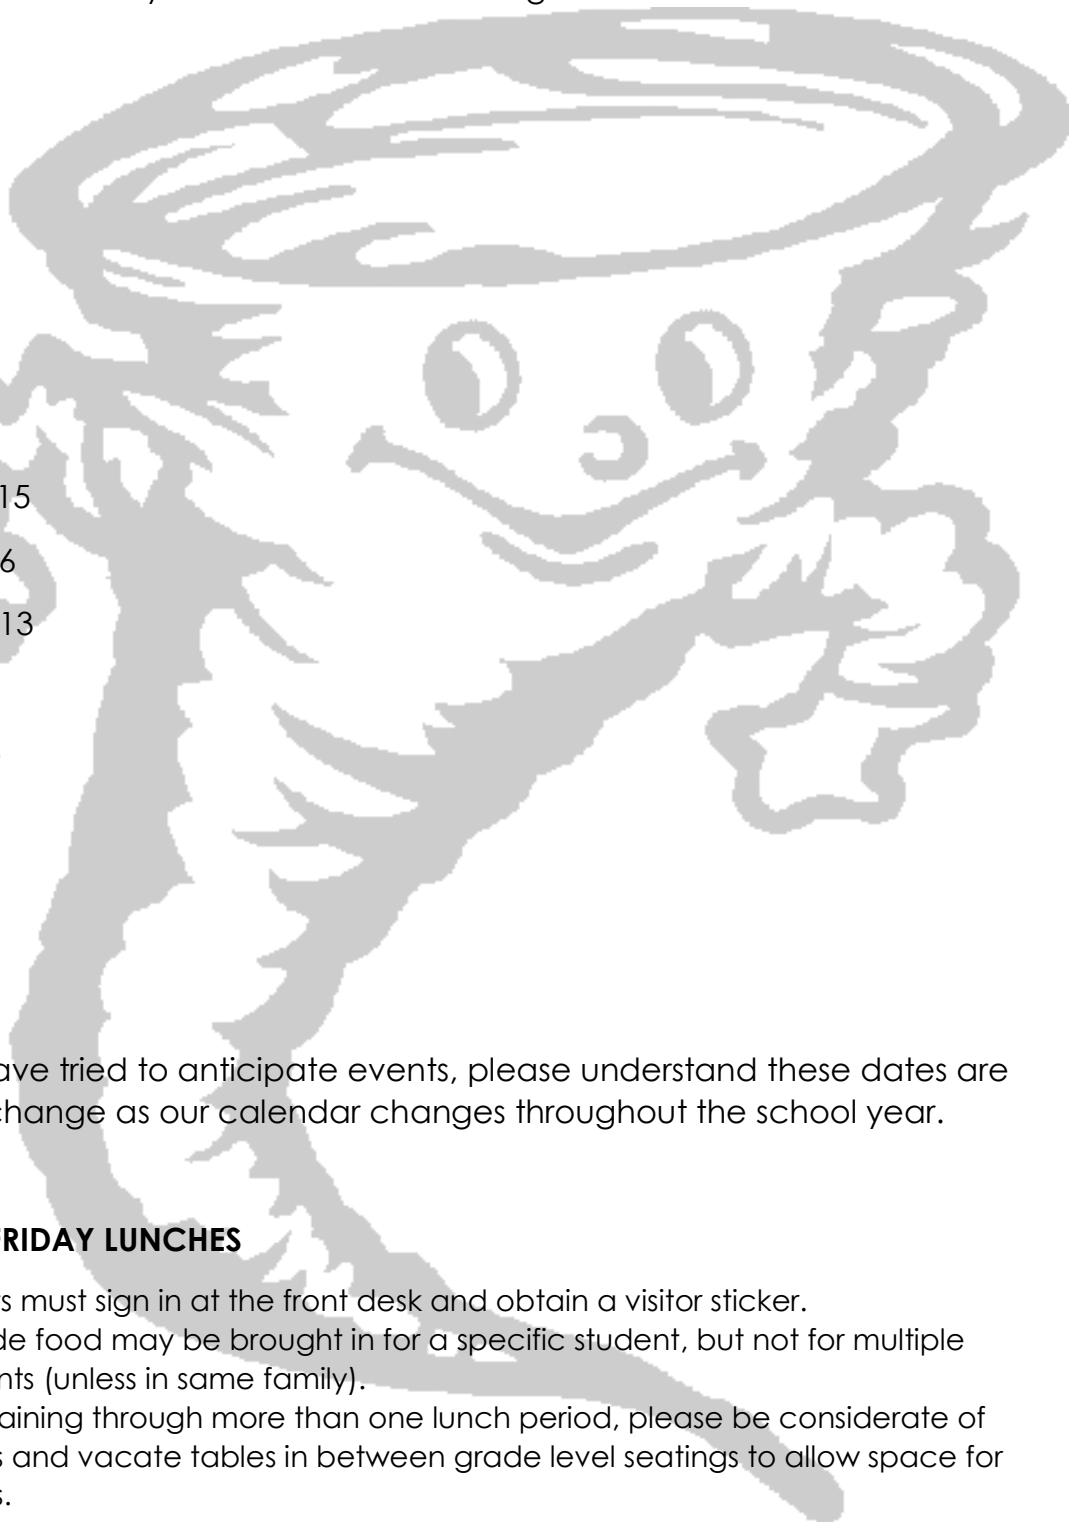 15
6
13
ave tried to anticipate events, please understand these dates are
change as our calendar changes throughout the school year.
FRIDAY LUNCHES
s must sign in at the front desk and obtain a visitor sticker.
de food may be brought in for a specific student, but not for multiple
nts (unless in same family).
aining through more than one lunch period, please be considerate of
s and vacate tables in between grade level seatings to allow space for
s.